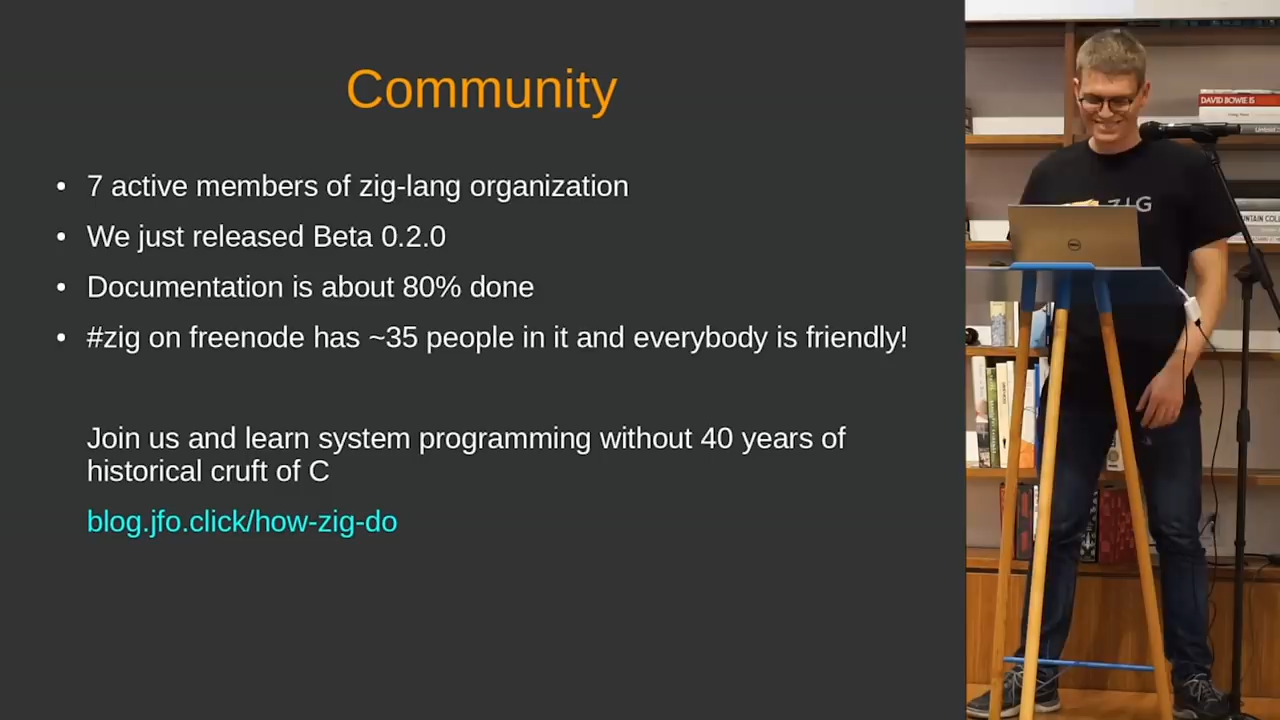 Community
• 7 active members of zig-lang organization
• We just released Beta 0.2.0
• Documentation is about 80% done
• #zig on freenode has ~35 people in it and everybody is friendly!
Join us and learn system programming without 40 years of
historical cruft of C
blog.jfo.click/how-zig-do
DAVID BOWIE IS
ZIG
DELL